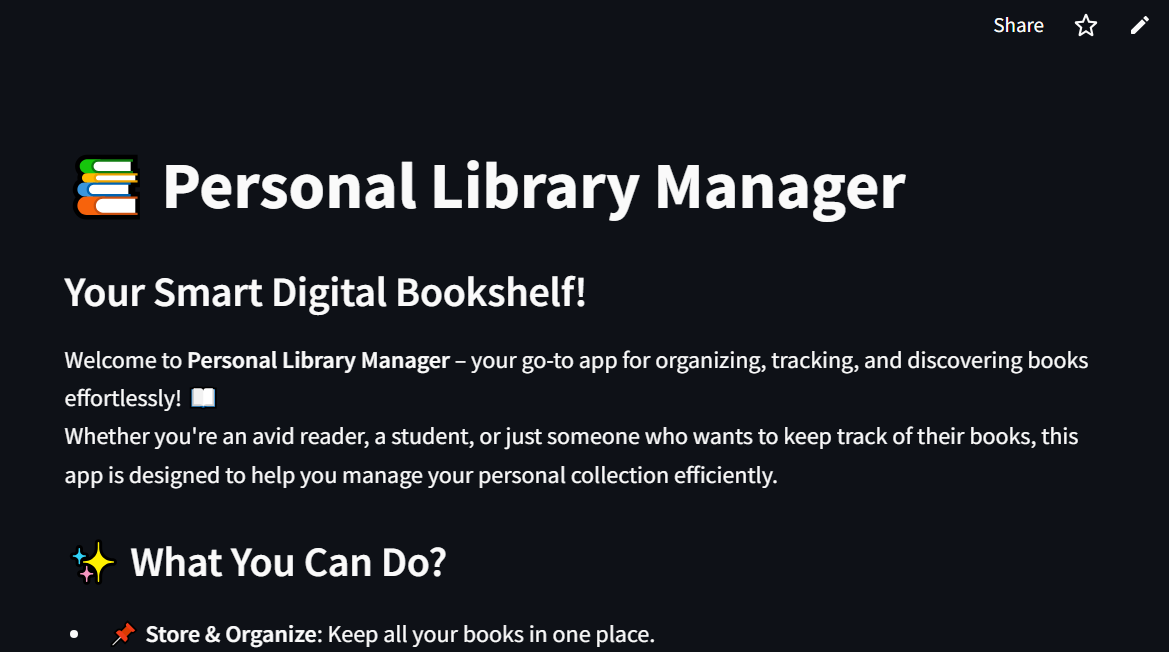 Share
📚 Personal Library Manager
Your Smart Digital Bookshelf!
Welcome to Personal Library Manager – your go-to app for organizing, tracking, and discovering books
effortlessly! 📖
Whether you're an avid reader, a student, or just someone who wants to keep track of their books, this
app is designed to help you manage your personal collection efficiently.
✨ What You Can Do?
• 📌 Store & Organize: Keep all your books in one place.